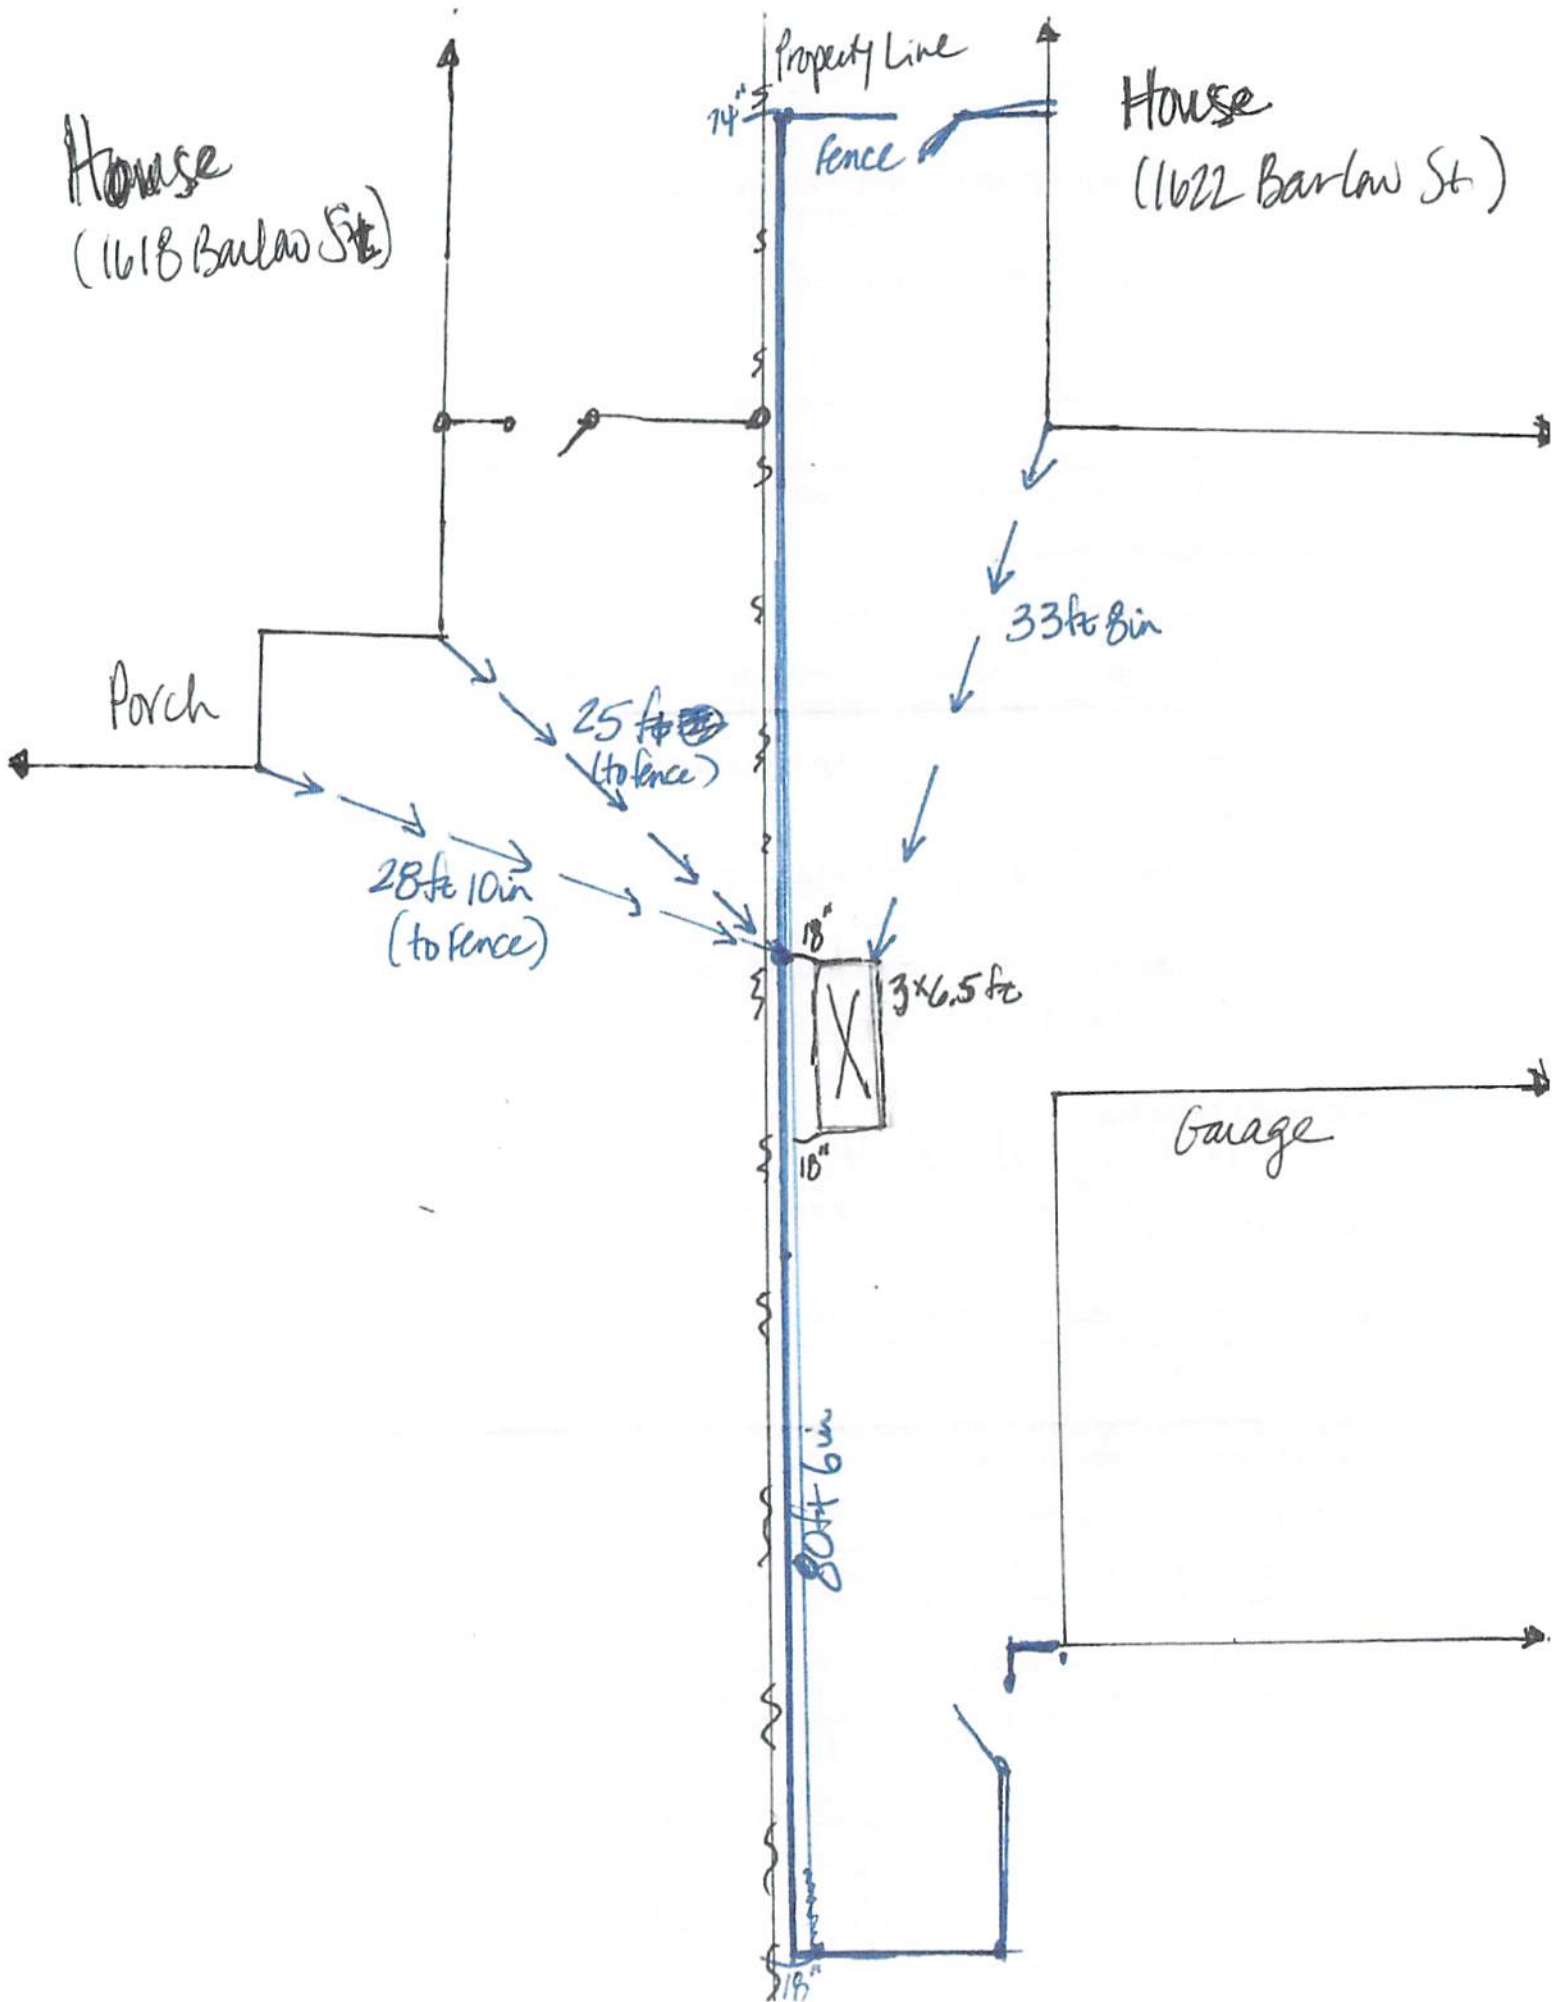 Property Line
14"
fence
House
(1618 Barlow St)
House
(1622 Barlow St.)
33ft 8in
Porch
25 ft
(to fence)
28ft 10in
(to fence)
18"
3x6.5 ft
X
18"
Garage
80ft 6in
18"